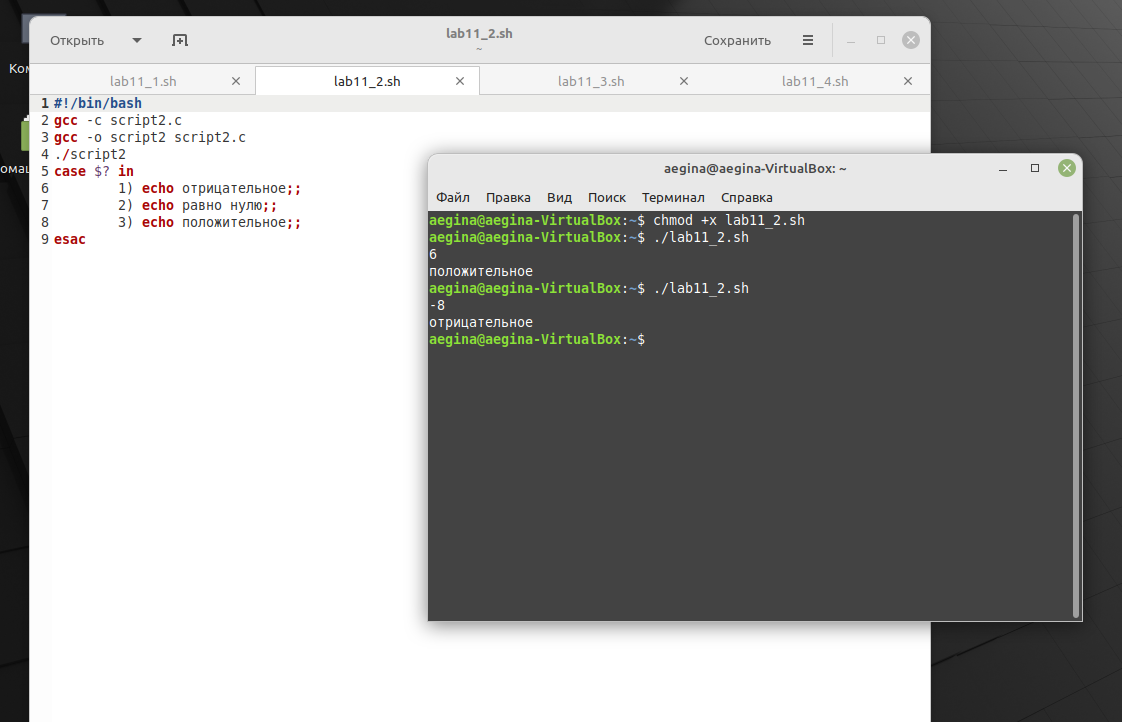 Ком
омаш
Открыть
lab11_2.sh
~
Сохранить
lab11_1.sh
lab11_2.sh
lab11_3.sh
lab11_4.sh
1 #!/bin/bash
2 gcc -c script2.c
3 gcc -o script2 script2.c
4 ./script2
5 case $? in
6 1) echo отрицательное;;
7 2) echo равно нулю;;
8 3) echo положительное;;
9 esac
aegina@aegina-VirtualBox: ~
Файл Правка Вид Поиск Терминал Справка
aegina@aegina-VirtualBox:~$ chmod +x lab11_2.sh
aegina@aegina-VirtualBox:~$ ./lab11_2.sh
6
положительное
aegina@aegina-VirtualBox:~$ ./lab11_2.sh
-8
отрицательное
aegina@aegina-VirtualBox:~$